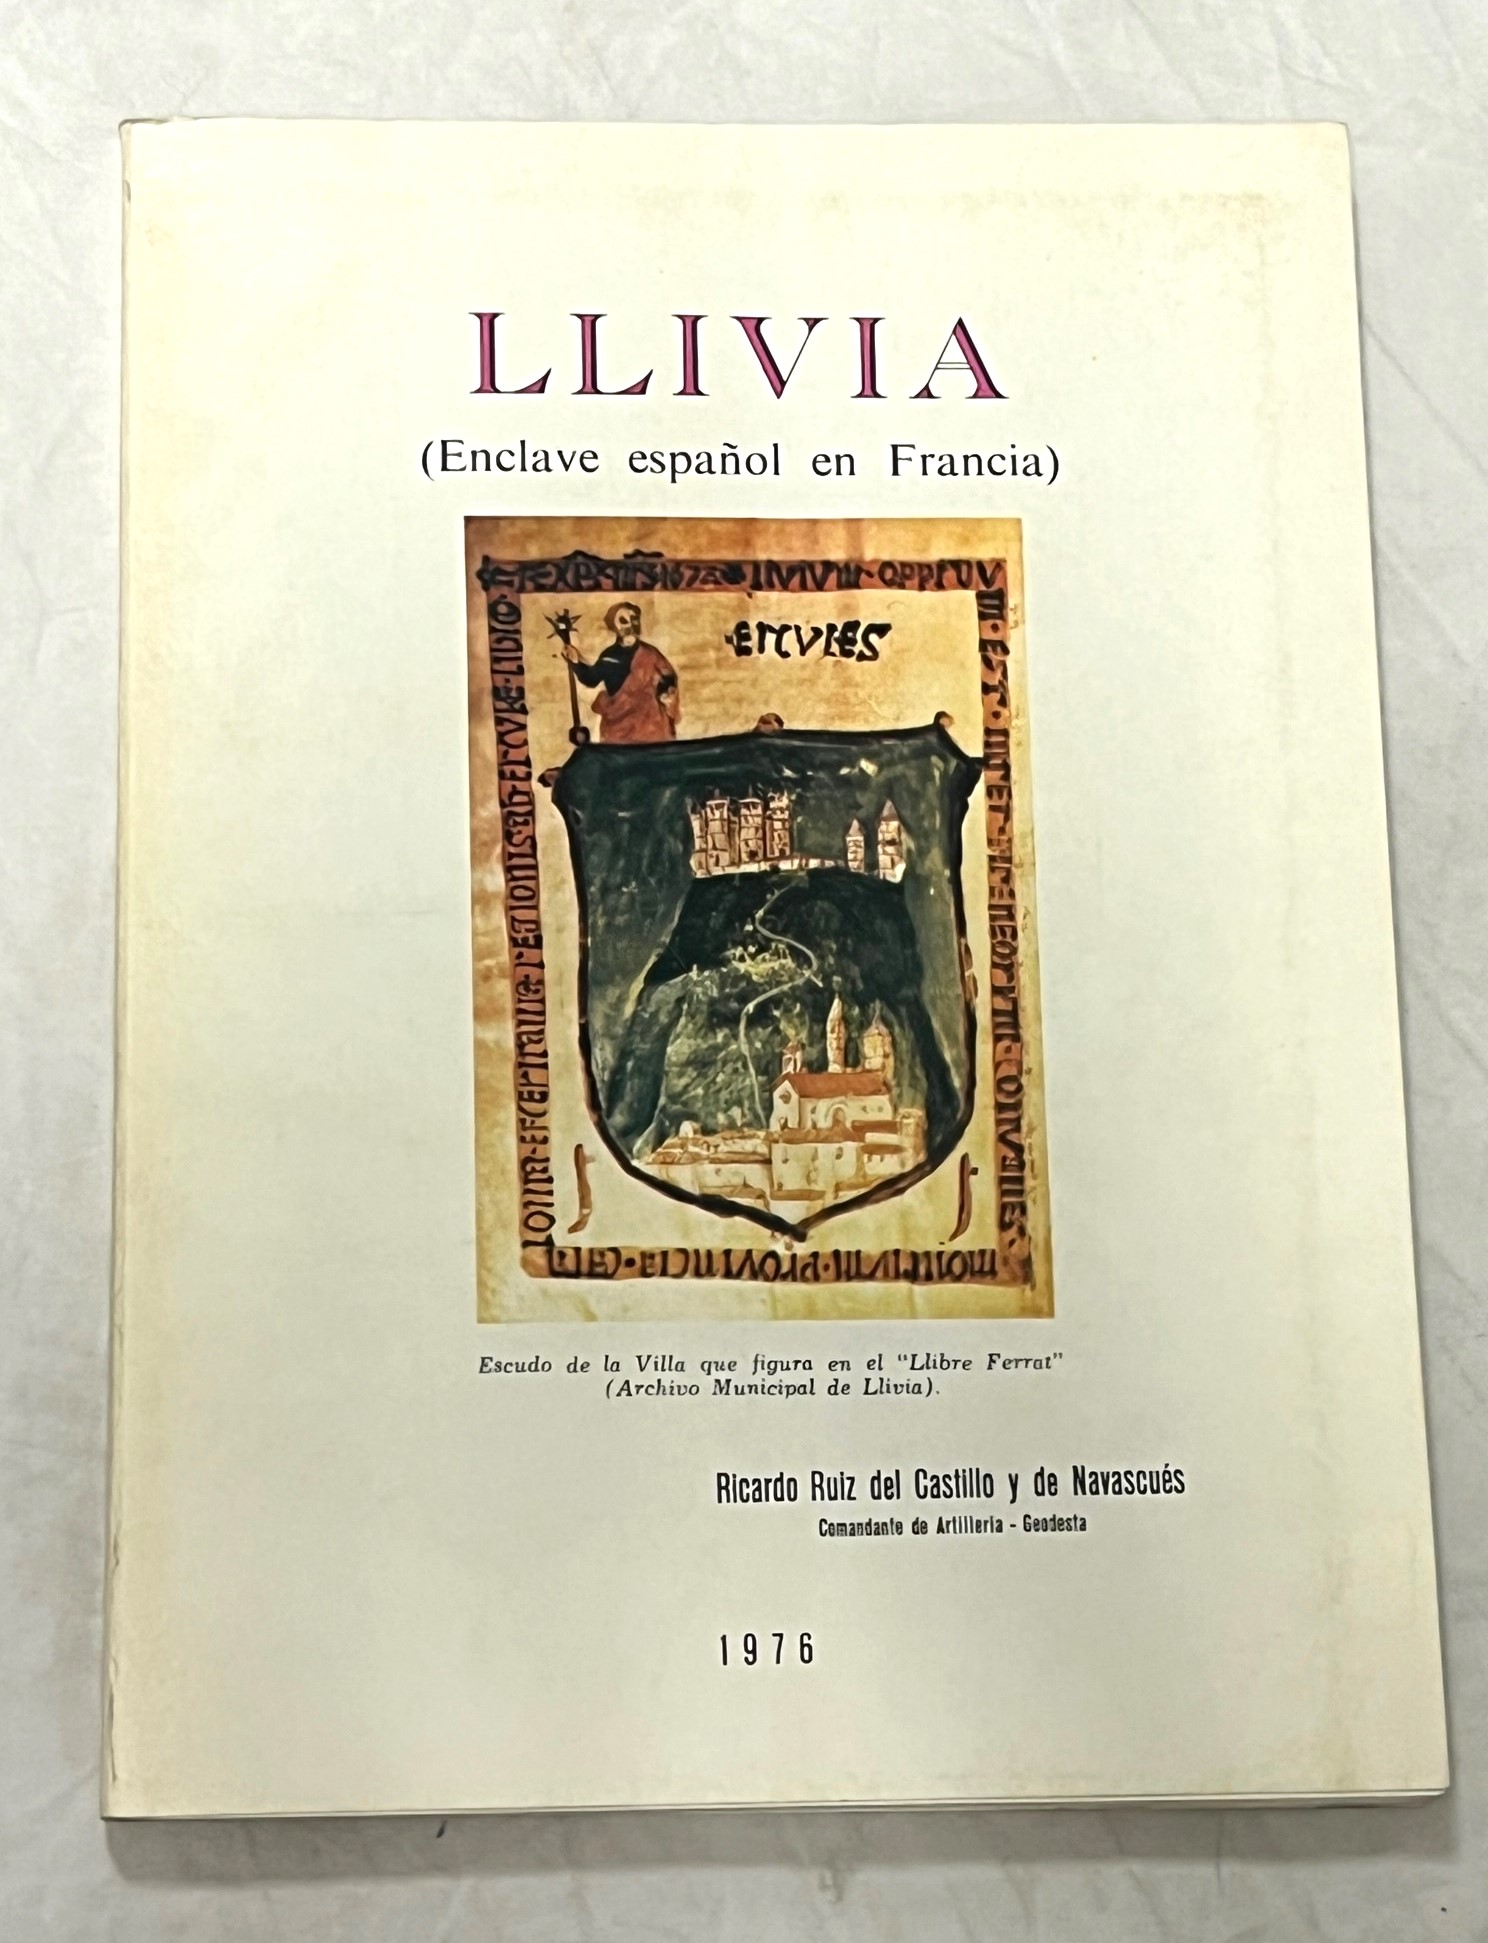 LLIVIA
(Enclave español en Francia)
ERCVLES
Escudo de la Villa que figura en el "Llibre Ferrat"
(Archivo Municipal de Llivia).
Ricardo Ruiz del Castillo y de Navascués
Comandante de Artillería - Geodesta
1976